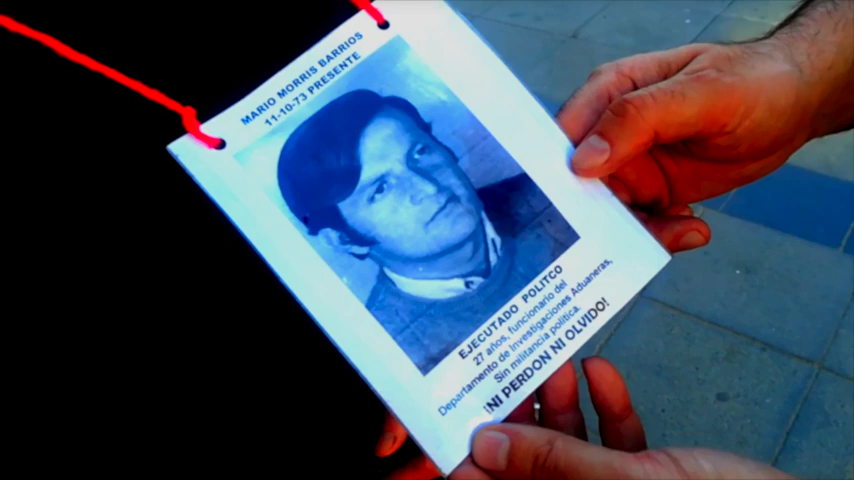 MARIO MORRIS BARRIOS
11-10-73 PRESENTE
EJECUTADO POLITCO
27 años, funcionario del
Departamento de Investigaciones Aduaneras,
Sin militancia política.
¡NI PERDON NI OLVIDO!